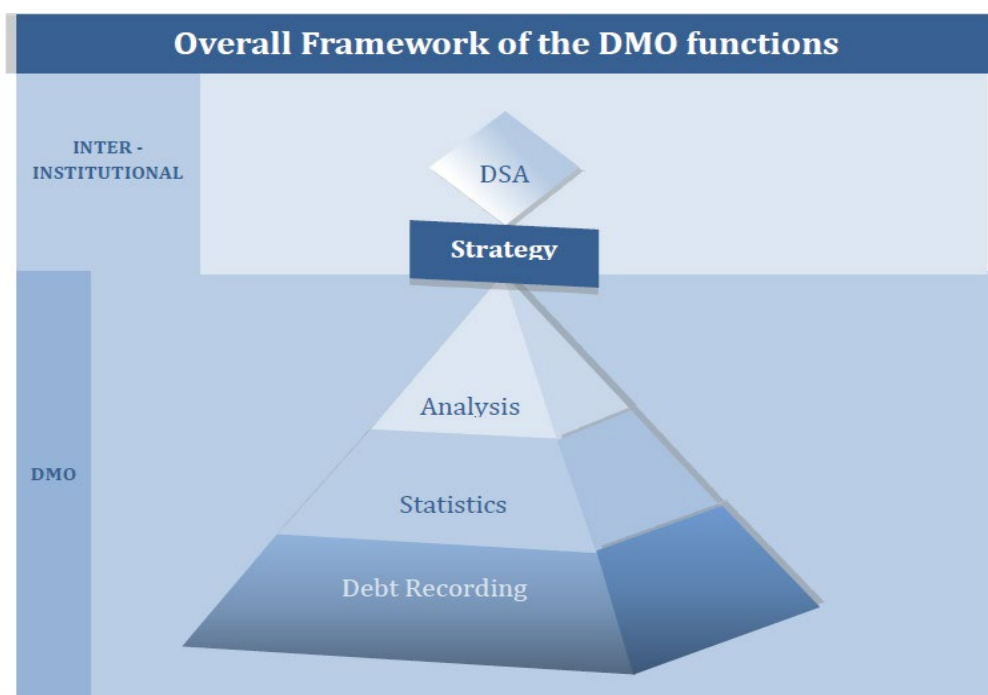 Overall Framework of the DMO functions
INTER -
INSTITUTIONAL
DSA
Strategy
Analysis
DMO
Statistics
Debt Recording